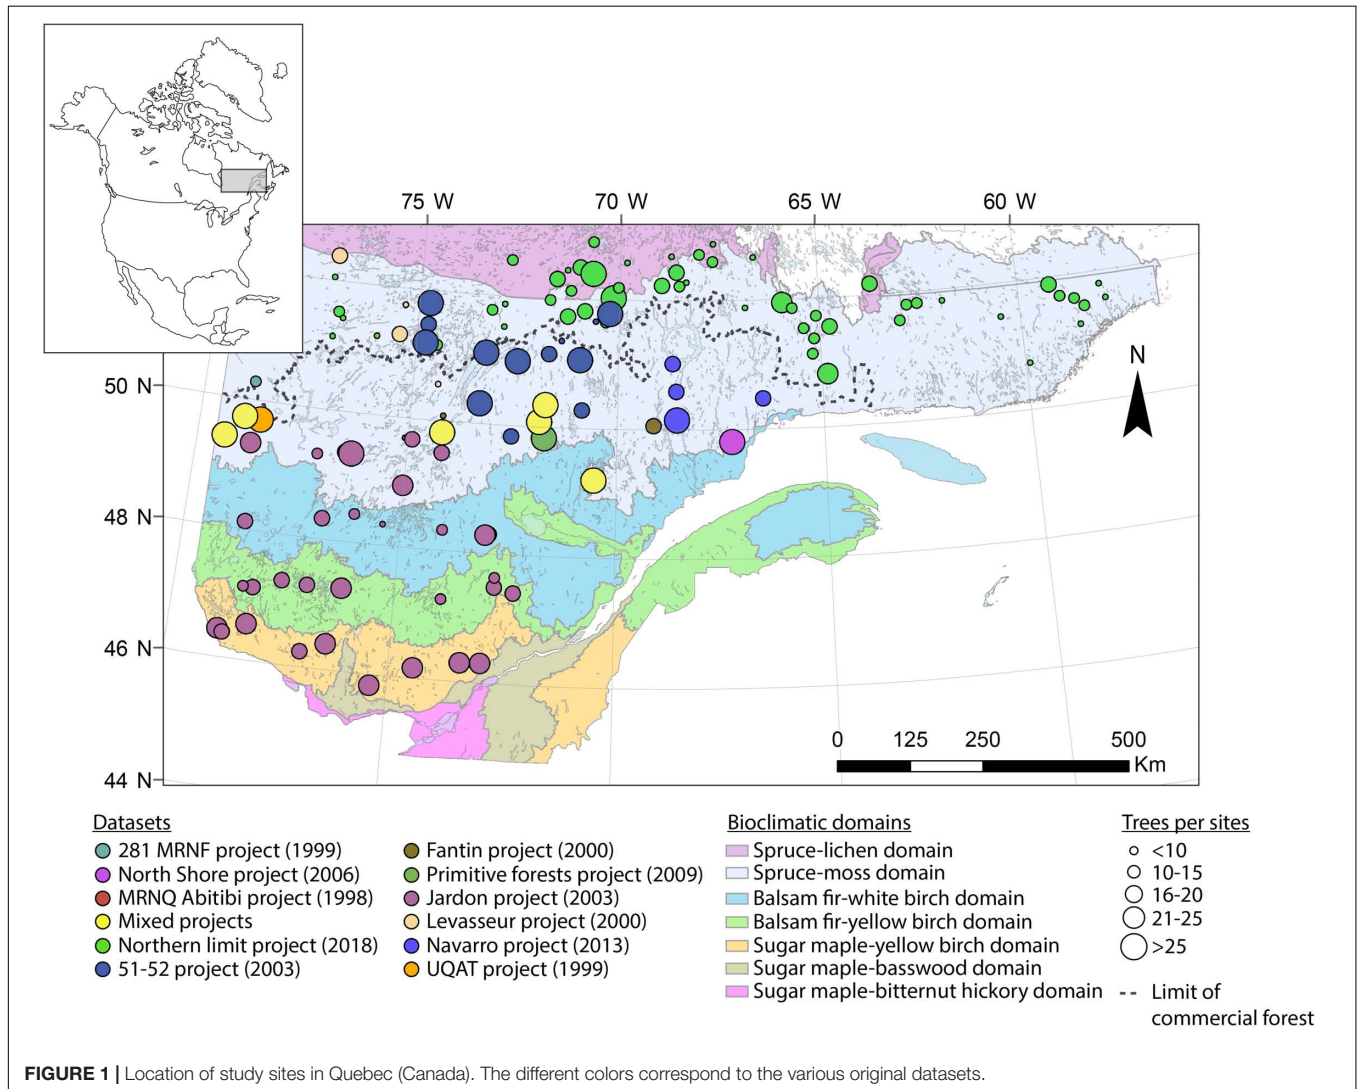 75 W 70 W 65 W 60 W
N
50 N
48 N
46 N
44 N
0 125 250 500
Km
Datasets
281 MRNF project (1999)
North Shore project (2006)
MRNQ Abitibi project (1998)
Mixed projects
Northern limit project (2018)
51-52 project (2003)
Fantin project (2000)
Primitive forests project (2009)
Jardon project (2003)
Levasseur project (2000)
Navarro project (2013)
UQAT project (1999)
Bioclimatic domains
Spruce-lichen domain
Spruce-moss domain
Balsam fir-white birch domain
Balsam fir-yellow birch domain
Sugar maple-yellow birch domain
Sugar maple-basswood domain
Sugar maple-bitternut hickory domain
Trees per sites
<10
10-15
16-20
21-25
>25
Limit of
commercial forest
FIGURE 1 | Location of study sites in Quebec (Canada). The different colors correspond to the various original datasets.